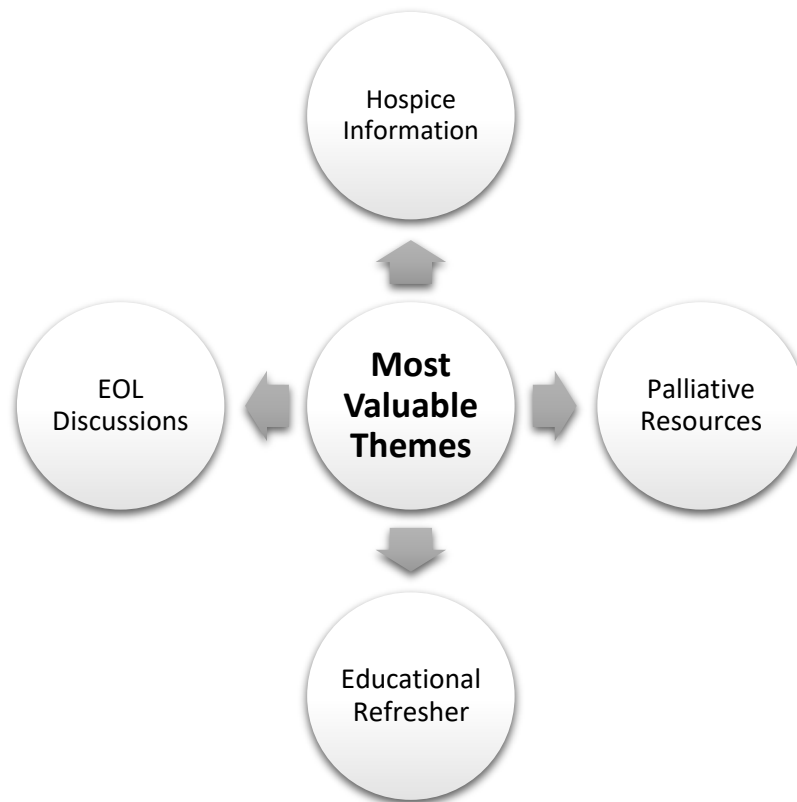 Hospice
Information
EOL
Discussions
Most
Valuable
Themes
Palliative
Resources
Educational
Refresher